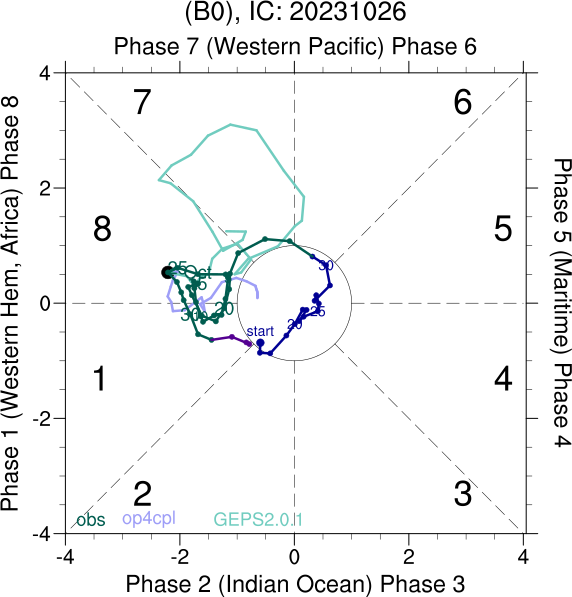 (B0), IC: 20231026
Phase 7 (Western Pacific) Phase 6
Phase 1 (Western Hem, Africa) Phase 8
Phase 5 (Maritime) Phase 4
4
2
0
-2
-4
7
6
8
5
1
4
2
3
25
30
20
start
20
25
30
obs
op4cpl
GEPS2.0.1
-4
-2
0
2
4
Phase 2 (Indian Ocean) Phase 3